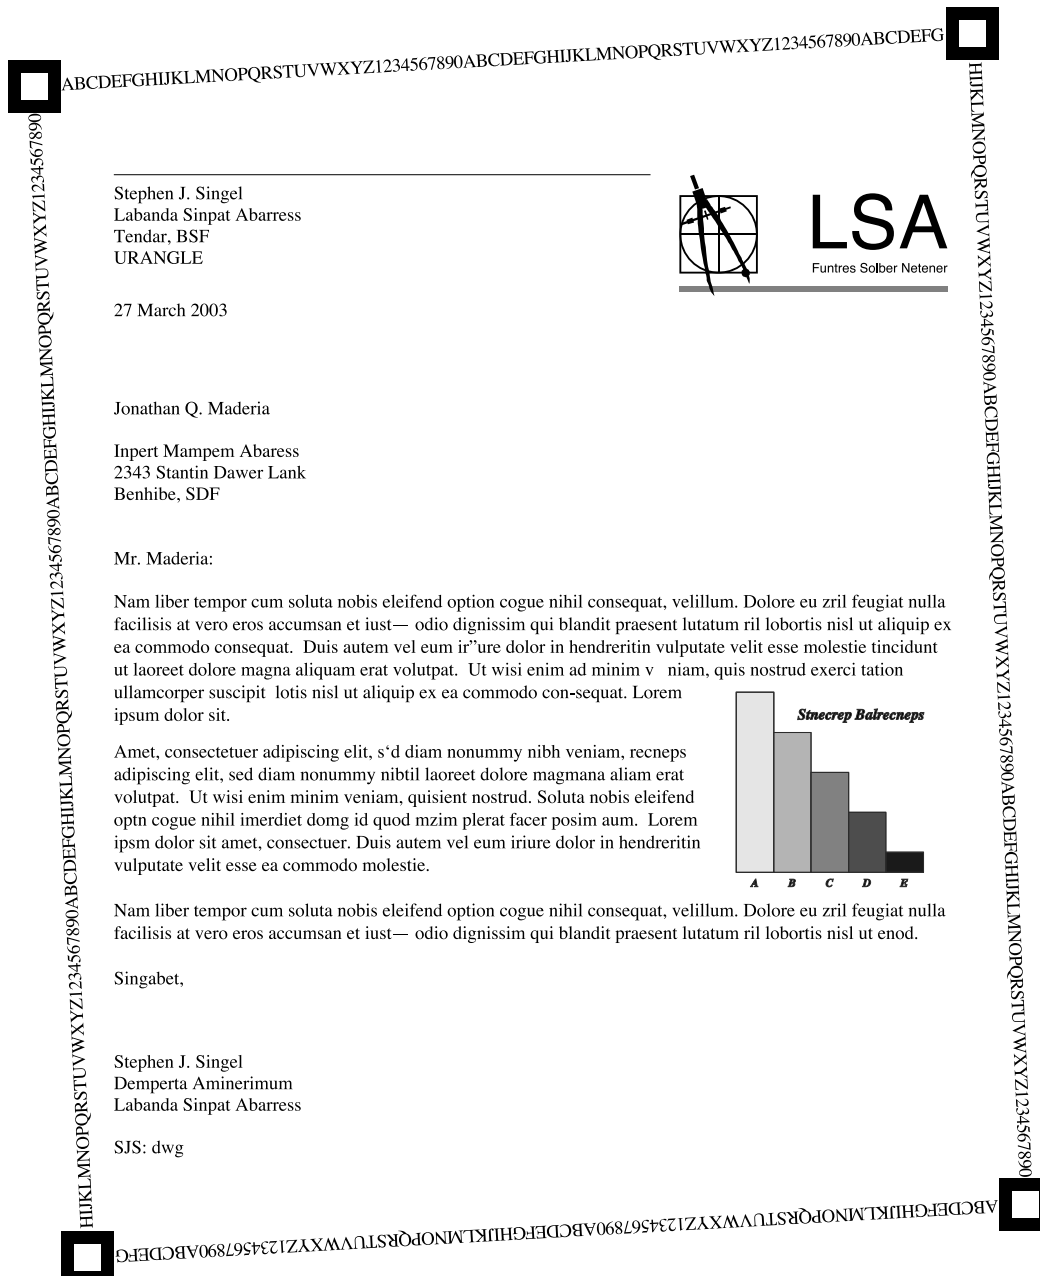 ABCDEFGHIJKLMNOPQRSTUVWXYZ1234567890ABCDEFGHIJKLMNOPQRSTUVWXYZ1234567890ABCDEFG
HIJKLMNOPQRSTUVWXYZ1234567890ABCDEFGHIJKLMNOPQRSTUVWXYZ1234567890ABCDEFGHIJKLMNOPQRSTUVWXYZ1234567890
Stephen J. Singel
Labanda Sinpat Abarress
Tendar, BSF
URANGLE
LSA
Funtres Solber Netener
27 March 2003
Jonathan Q. Maderia
Inpert Mampem Abaress
2343 Stantin Dawer Lank
Benhibe, SDF
Mr. Maderia:
Nam liber tempor cum soluta nobis eleifend option cogue nihil consequat, velillum. Dolore eu zril feugiat nulla
facilisis at vero eros accumsan et iust— odio dignissim qui blandit praesent lutatum ril lobortis nisl ut aliquip ex
ea commodo consequat.  Duis autem vel eum ir”ure dolor in hendreritin vulputate velit esse molestie tincidunt
ut laoreet dolore magna aliquam erat volutpat.  Ut wisi enim ad minim v   niam, quis nostrud exerci tation
ullamcorper suscipit  lotis nisl ut aliquip ex ea commodo con-sequat. Lorem
ipsum dolor sit.
Stnecrep Balrecneps
Amet, consectetuer adipiscing elit, s‘d diam nonummy nibh veniam, recneps
adipiscing elit, sed diam nonummy nibtil laoreet dolore magmana aliam erat
volutpat.  Ut wisi enim minim veniam, quisient nostrud. Soluta nobis eleifend
optn cogue nihil imerdiet domg id quod mzim plerat facer posim aum.  Lorem
ipsm dolor sit amet, consectuer. Duis autem vel eum iriure dolor in hendreritin
vulputate velit esse ea commodo molestie.
A B C D E
Nam liber tempor cum soluta nobis eleifend option cogue nihil consequat, velillum. Dolore eu zril feugiat nulla
facilisis at vero eros accumsan et iust— odio dignissim qui blandit praesent lutatum ril lobortis nisl ut enod.
Singabet,
Stephen J. Singel
Demperta Aminerimum
Labanda Sinpat Abarress
SJS: dwg
ABCDEFGHIJKLMNOPQRSTUVWXYZ1234567890ABCDEFGHIJKLMNOPQRSTUVWXYZ1234567890ABCDEFG
HIJKLMNOPQRSTUVWXYZ1234567890ABCDEFGHIJKLMNOPQRSTUVWXYZ1234567890ABCDEFGHIJKLMNOPQRSTUVWXYZ1234567890